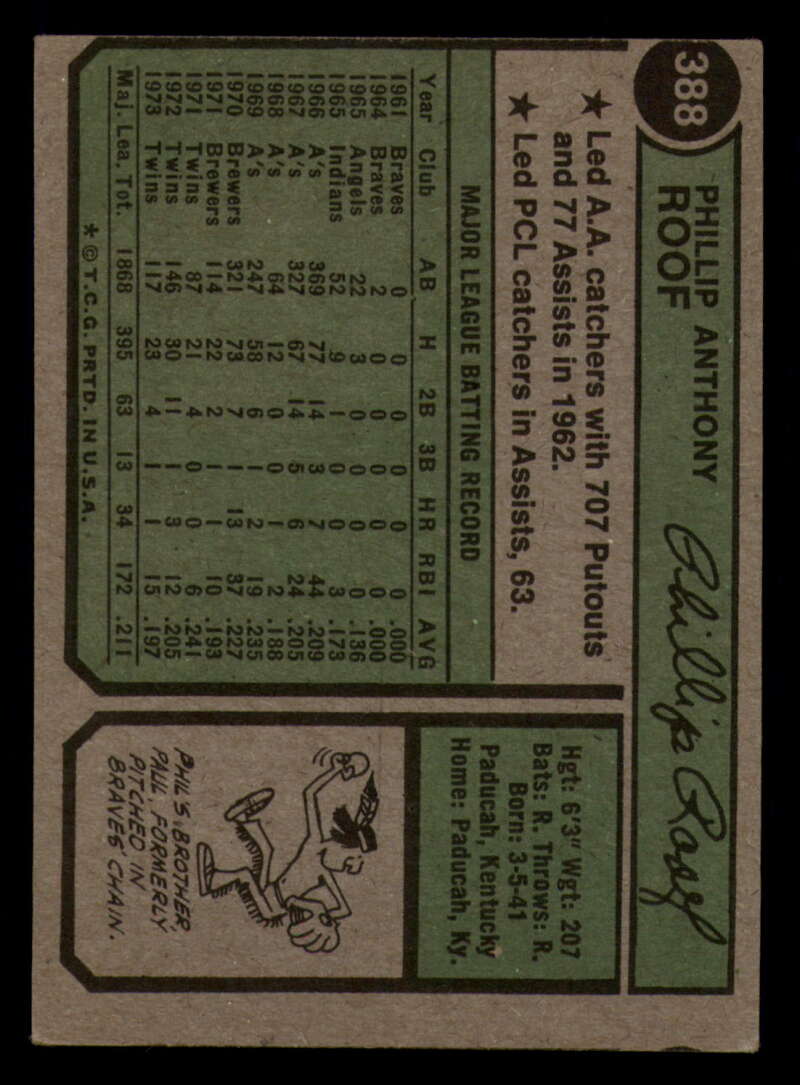 388
PHILLIP ANTHONY
ROOF
Phillip Roof
★ Led A.A. catchers with 707 Putouts
and 77 Assists in 1962.
★ Led PCL catchers in Assists, 63.
MAJOR LEAGUE BATTING RECORD
Year Club AB H 2B 3B HR RBI AVG
1961 Braves 0 0 0 0 0 0 .000
1964 Braves 2 0 0 0 0 0 .000
1965 Angels 22 3 0 0 0 0 .136
1965 Indians 52 9 1 0 0 3 .173
1966 A's 369 77 14 3 7 44 .209
1967 A's 327 67 14 5 6 24 .205
1968 A's 64 12 0 0 1 2 .188
1969 A's 247 58 6 1 2 19 .235
1970 Brewers 321 73 7 1 13 37 .227
1971 Brewers 114 22 2 1 1 10 .193
1971 Twins 87 21 4 0 0 6 .241
1972 Twins 146 30 11 1 3 12 .205
1973 Twins 117 23 4 1 1 15 .197
Maj. Lea. Tot. 1868 395 63 13 34 172 .211
* © T.C.G. PRTD. IN U.S.A.
Hgt: 6'3" Wgt: 207
Bats: R. Throws: R.
Born: 3-5-41
Paducah, Kentucky
Home: Paducah, Ky.
PHIL'S BROTHER,
PAUL, FORMERLY
PITCHED IN
BRAVES' CHAIN.